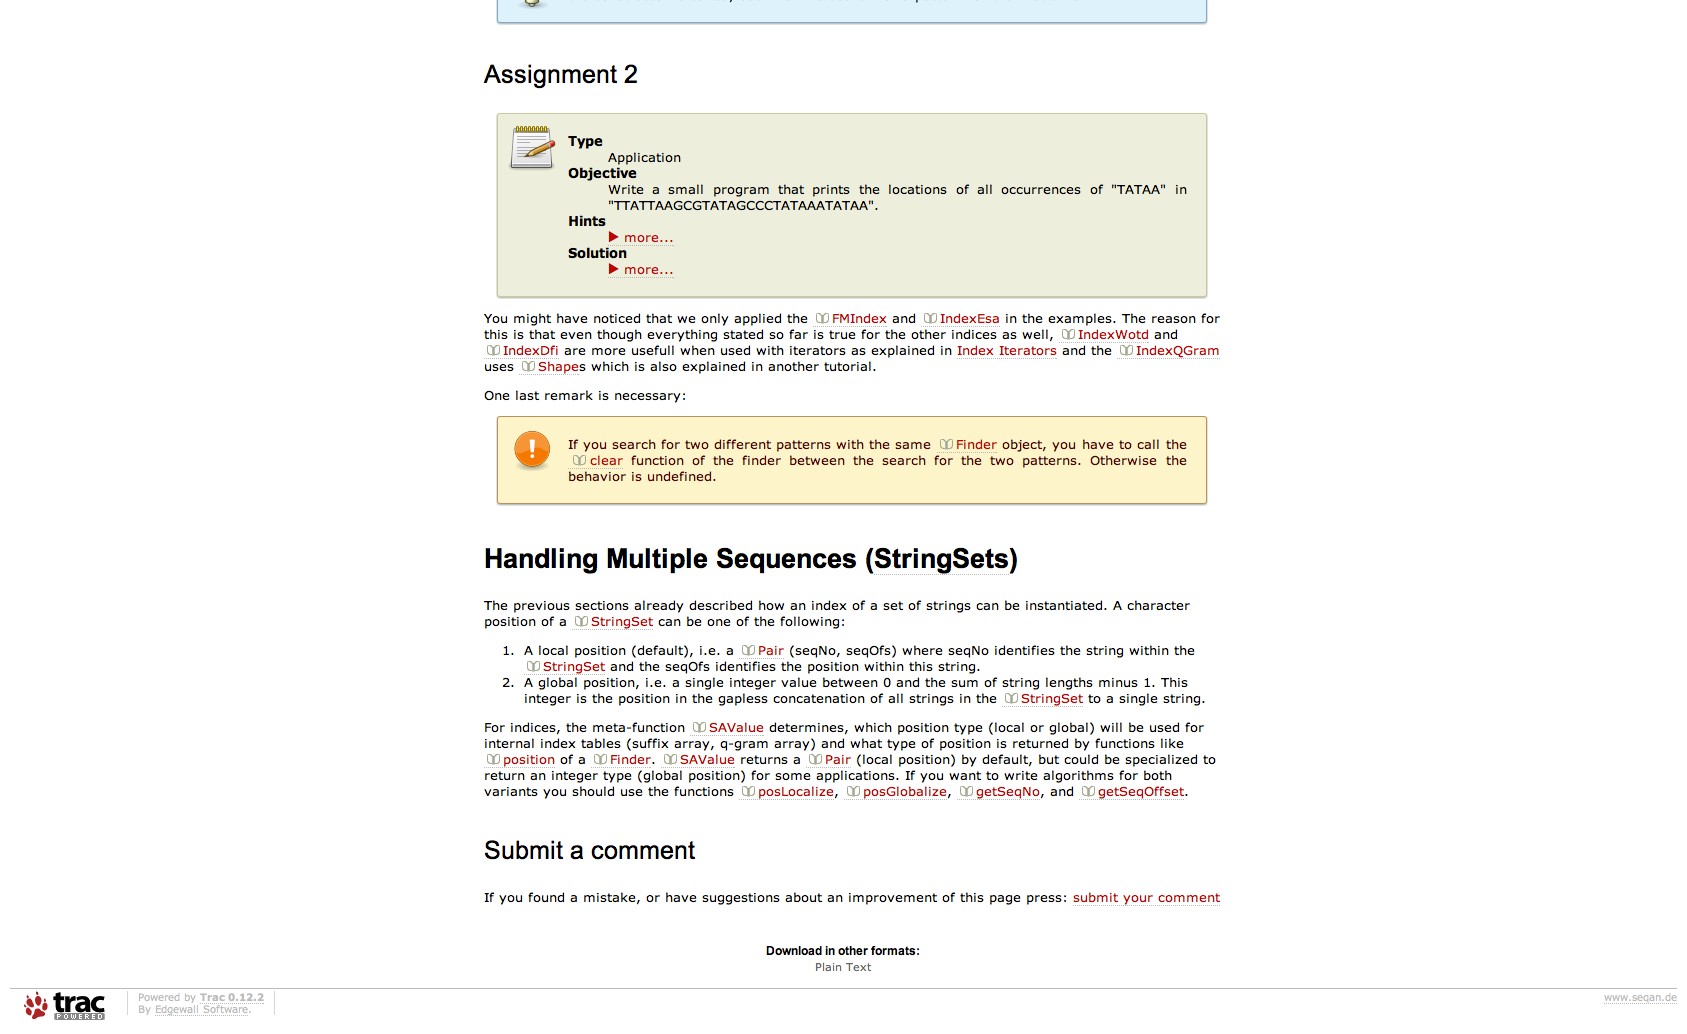 Assignment 2
Type
Application
Objective
Write a small program that prints the locations of all occurrences of "TATAA" in
"TTATTAAGCGTATAGCCCTATAAATATAA".
Hints
more...
Solution
more...
You might have noticed that we only applied the FMIndex and IndexEsa in the examples. The reason for
this is that even though everything stated so far is true for the other indices as well, IndexWotd and
IndexDfi are more usefull when used with iterators as explained in Index Iterators and the IndexQGram
uses Shapes which is also explained in another tutorial.
One last remark is necessary:
If you search for two different patterns with the same Finder object, you have to call the
clear function of the finder between the search for the two patterns. Otherwise the
behavior is undefined.
Handling Multiple Sequences (StringSets)
The previous sections already described how an index of a set of strings can be instantiated. A character
position of a StringSet can be one of the following:
1. A local position (default), i.e. a Pair (seqNo, seqOfs) where seqNo identifies the string within the
StringSet and the seqOfs identifies the position within this string.
2. A global position, i.e. a single integer value between 0 and the sum of string lengths minus 1. This
integer is the position in the gapless concatenation of all strings in the StringSet to a single string.
For indices, the meta-function SAValue determines, which position type (local or global) will be used for
internal index tables (suffix array, q-gram array) and what type of position is returned by functions like
position of a Finder. SAValue returns a Pair (local position) by default, but could be specialized to
return an integer type (global position) for some applications. If you want to write algorithms for both
variants you should use the functions posLocalize, posGlobalize, getSeqNo, and getSeqOffset.
Submit a comment
If you found a mistake, or have suggestions about an improvement of this page press: submit your comment
Download in other formats:
Plain Text
trac
POWERED
Powered by Trac 0.12.2
By Edgewall Software.
www.seqan.de